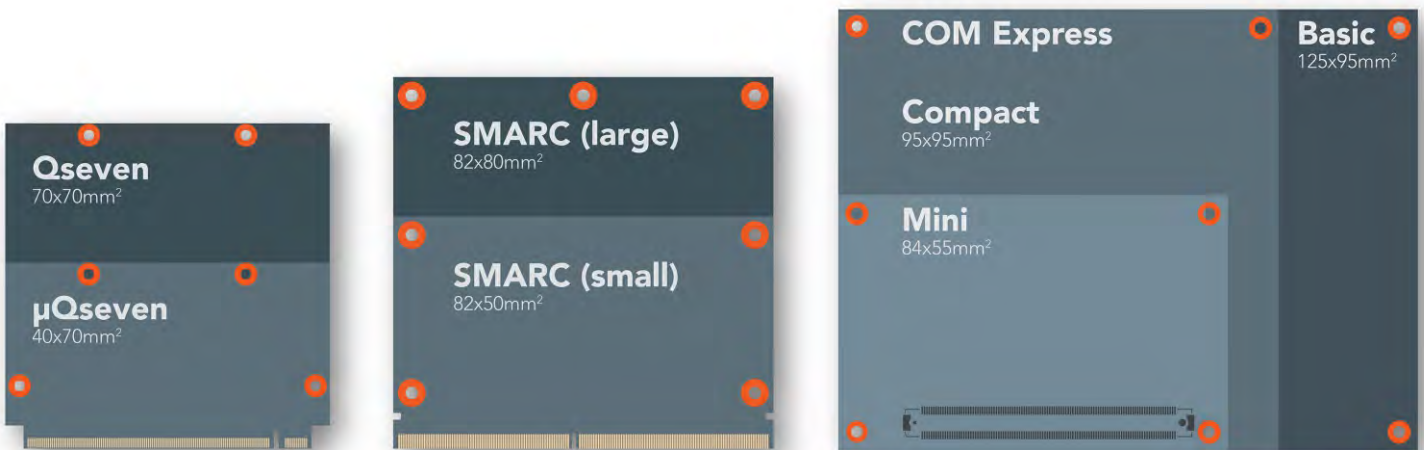 Qseven
70x70mm²
µQseven
40x70mm²
SMARC (large)
82x80mm²
SMARC (small)
82x50mm²
COM Express
Compact
95x95mm²
Mini
84x55mm²
Basic
125x95mm²